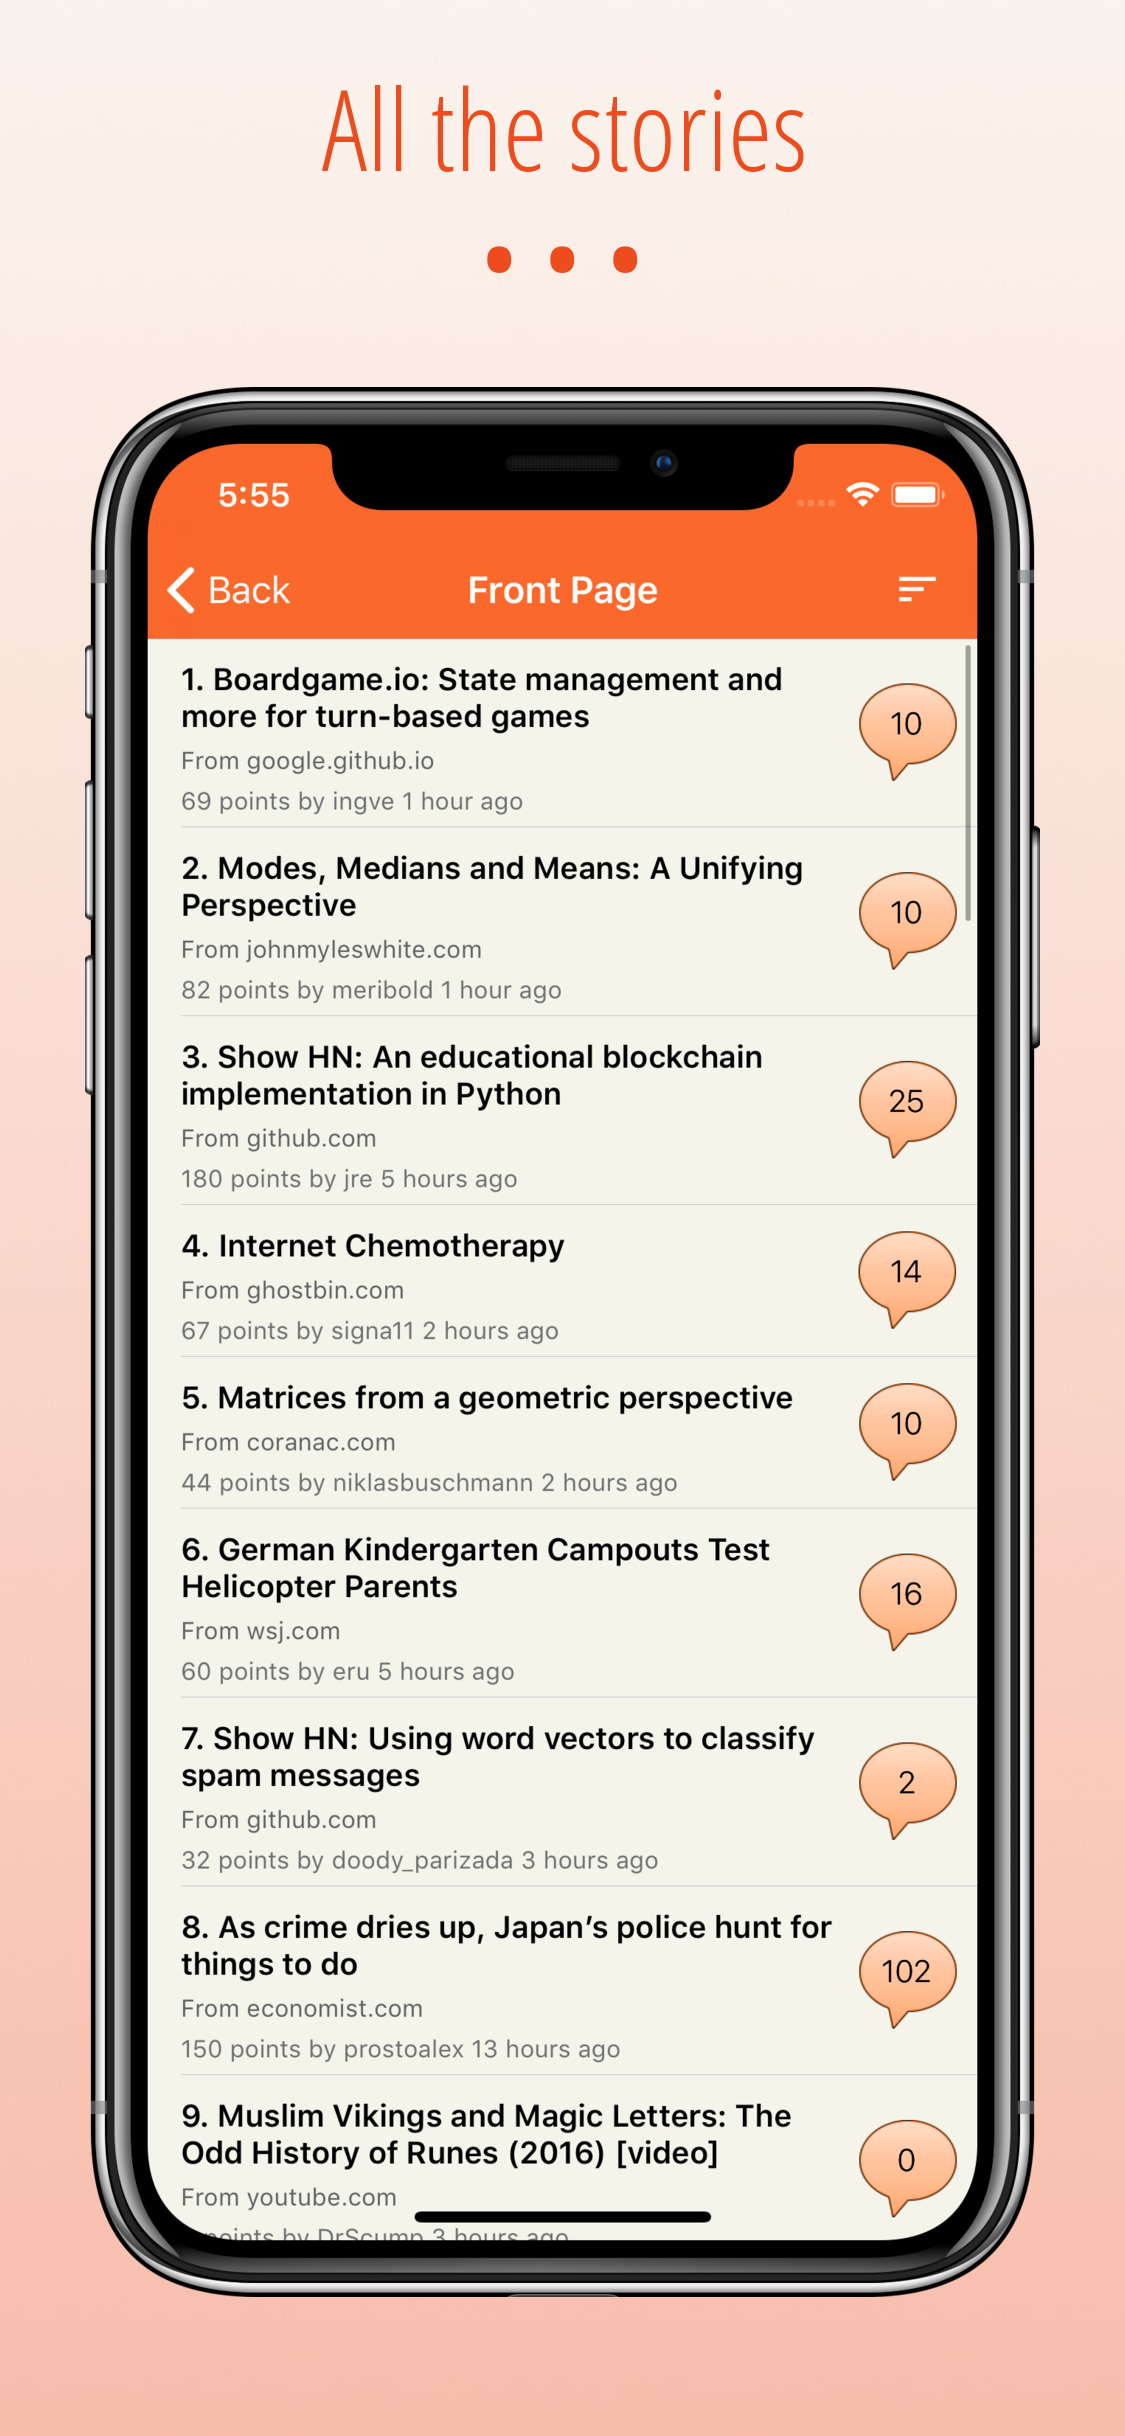 All the stories
5:55
Back
Front Page
1. Boardgame.io: State management and
more for turn-based games
From google.github.io
69 points by ingve 1 hour ago
10
2. Modes, Medians and Means: A Unifying
Perspective
From johnmyleswhite.com
82 points by meribold 1 hour ago
10
3. Show HN: An educational blockchain
implementation in Python
From github.com
180 points by jre 5 hours ago
25
4. Internet Chemotherapy
From ghostbin.com
67 points by signa11 2 hours ago
14
5. Matrices from a geometric perspective
From coranac.com
44 points by niklasbuschmann 2 hours ago
10
6. German Kindergarten Campouts Test
Helicopter Parents
From wsj.com
60 points by eru 5 hours ago
16
7. Show HN: Using word vectors to classify
spam messages
From github.com
32 points by doody_parizada 3 hours ago
2
8. As crime dries up, Japan’s police hunt for
things to do
From economist.com
150 points by prostoalex 13 hours ago
102
9. Muslim Vikings and Magic Letters: The
Odd History of Runes (2016) [video]
From youtube.com
points by DrScump 3 hours ago
0